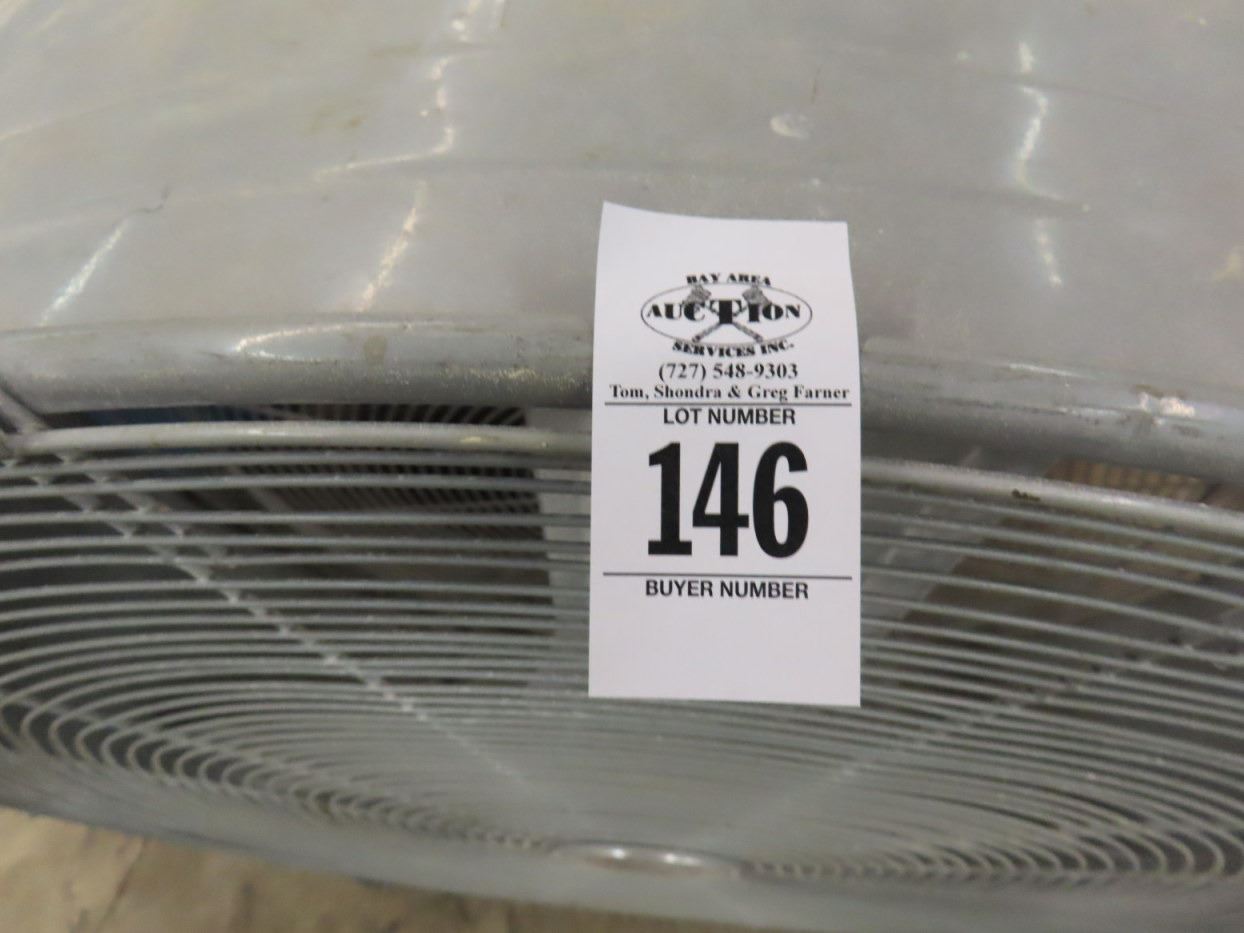 BAY AREA
AUCTION
SERVICES INC.
(727) 548-9303
Tom, Shondra & Greg Farner
LOT NUMBER
146
BUYER NUMBER